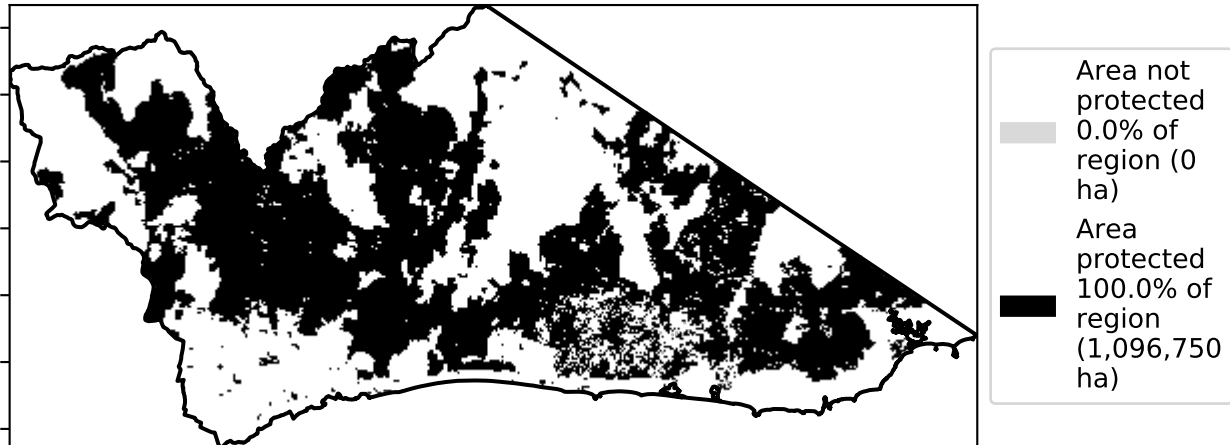 Area not
protected
0.0% of
region (0
ha)
Area
protected
100.0% of
region
(1,096,750
ha)